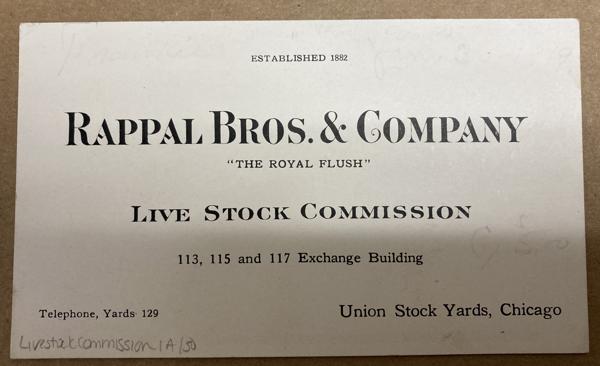 ESTABLISHED 1882
RAPPAL BROS. & COMPANY
"THE ROYAL FLUSH"
LIVE STOCK COMMISSION
113, 115 and 117 Exchange Building
Telephone, Yards 129
Union Stock Yards, Chicago
Livestock Commission 1A/50